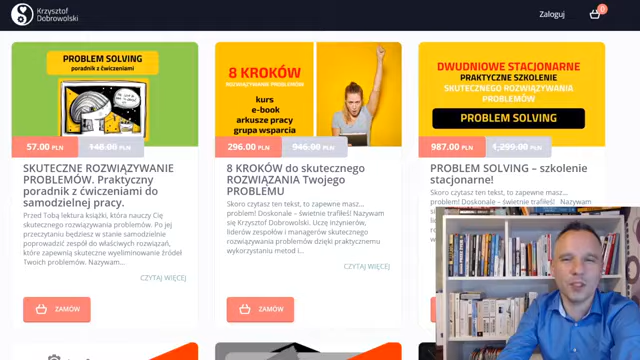 Krzysztof
Dobrowolski
Zaloguj
0
PROBLEM SOLVING
poradnik z ćwiczeniami
57.00 PLN
148.00 PLN
SKUTECZNE ROZWIĄZYWANIE
PROBLEMÓW. Praktyczny
poradnik z ćwiczeniami do
samodzielnej pracy.
Przed Tobą lektura książki, która nauczy Cię
skutecznego rozwiązywania problemów. Po jej
przeczytaniu będziesz w stanie samodzielnie
poprowadzić zespół do właściwych rozwiązań,
które zapewnią skuteczne wyeliminowanie źródeł
Twoich problemów. Nazywam...
CZYTAJ WIĘCEJ
ZAMÓW
8 KROKÓW
ROZWIĄZYWANIA PROBLEMÓW
kurs
e-book
arkusze pracy
grupa wsparcia
296.00 PLN
946.00 PLN
8 KROKÓW do skutecznego
ROZWIĄZANIA Twojego
PROBLEMU
Skoro czytasz ten tekst, to zapewne masz...
problem! Doskonale – świetnie trafiłeś! Nazywam
się Krzysztof Dobrowolski. Uczę inżynierów,
liderów zespołów i managerów skutecznego
rozwiązywania problemów dzięki praktycznemu
wykorzystaniu metod i...
CZYTAJ WIĘCEJ
ZAMÓW
DWUDNIOWE STACJONARNE
PRAKTYCZNE SZKOLENIE
SKUTECZNEGO ROZWIĄZYWANIA
PROBLEMÓW
PROBLEM SOLVING
987.00 PLN
1,299.00 PLN
PROBLEM SOLVING – szkolenie
stacjonarne!
Skoro czytasz ten tekst, to zapewne masz...
problem! Doskonale – świetnie trafiłeś! Nazywam